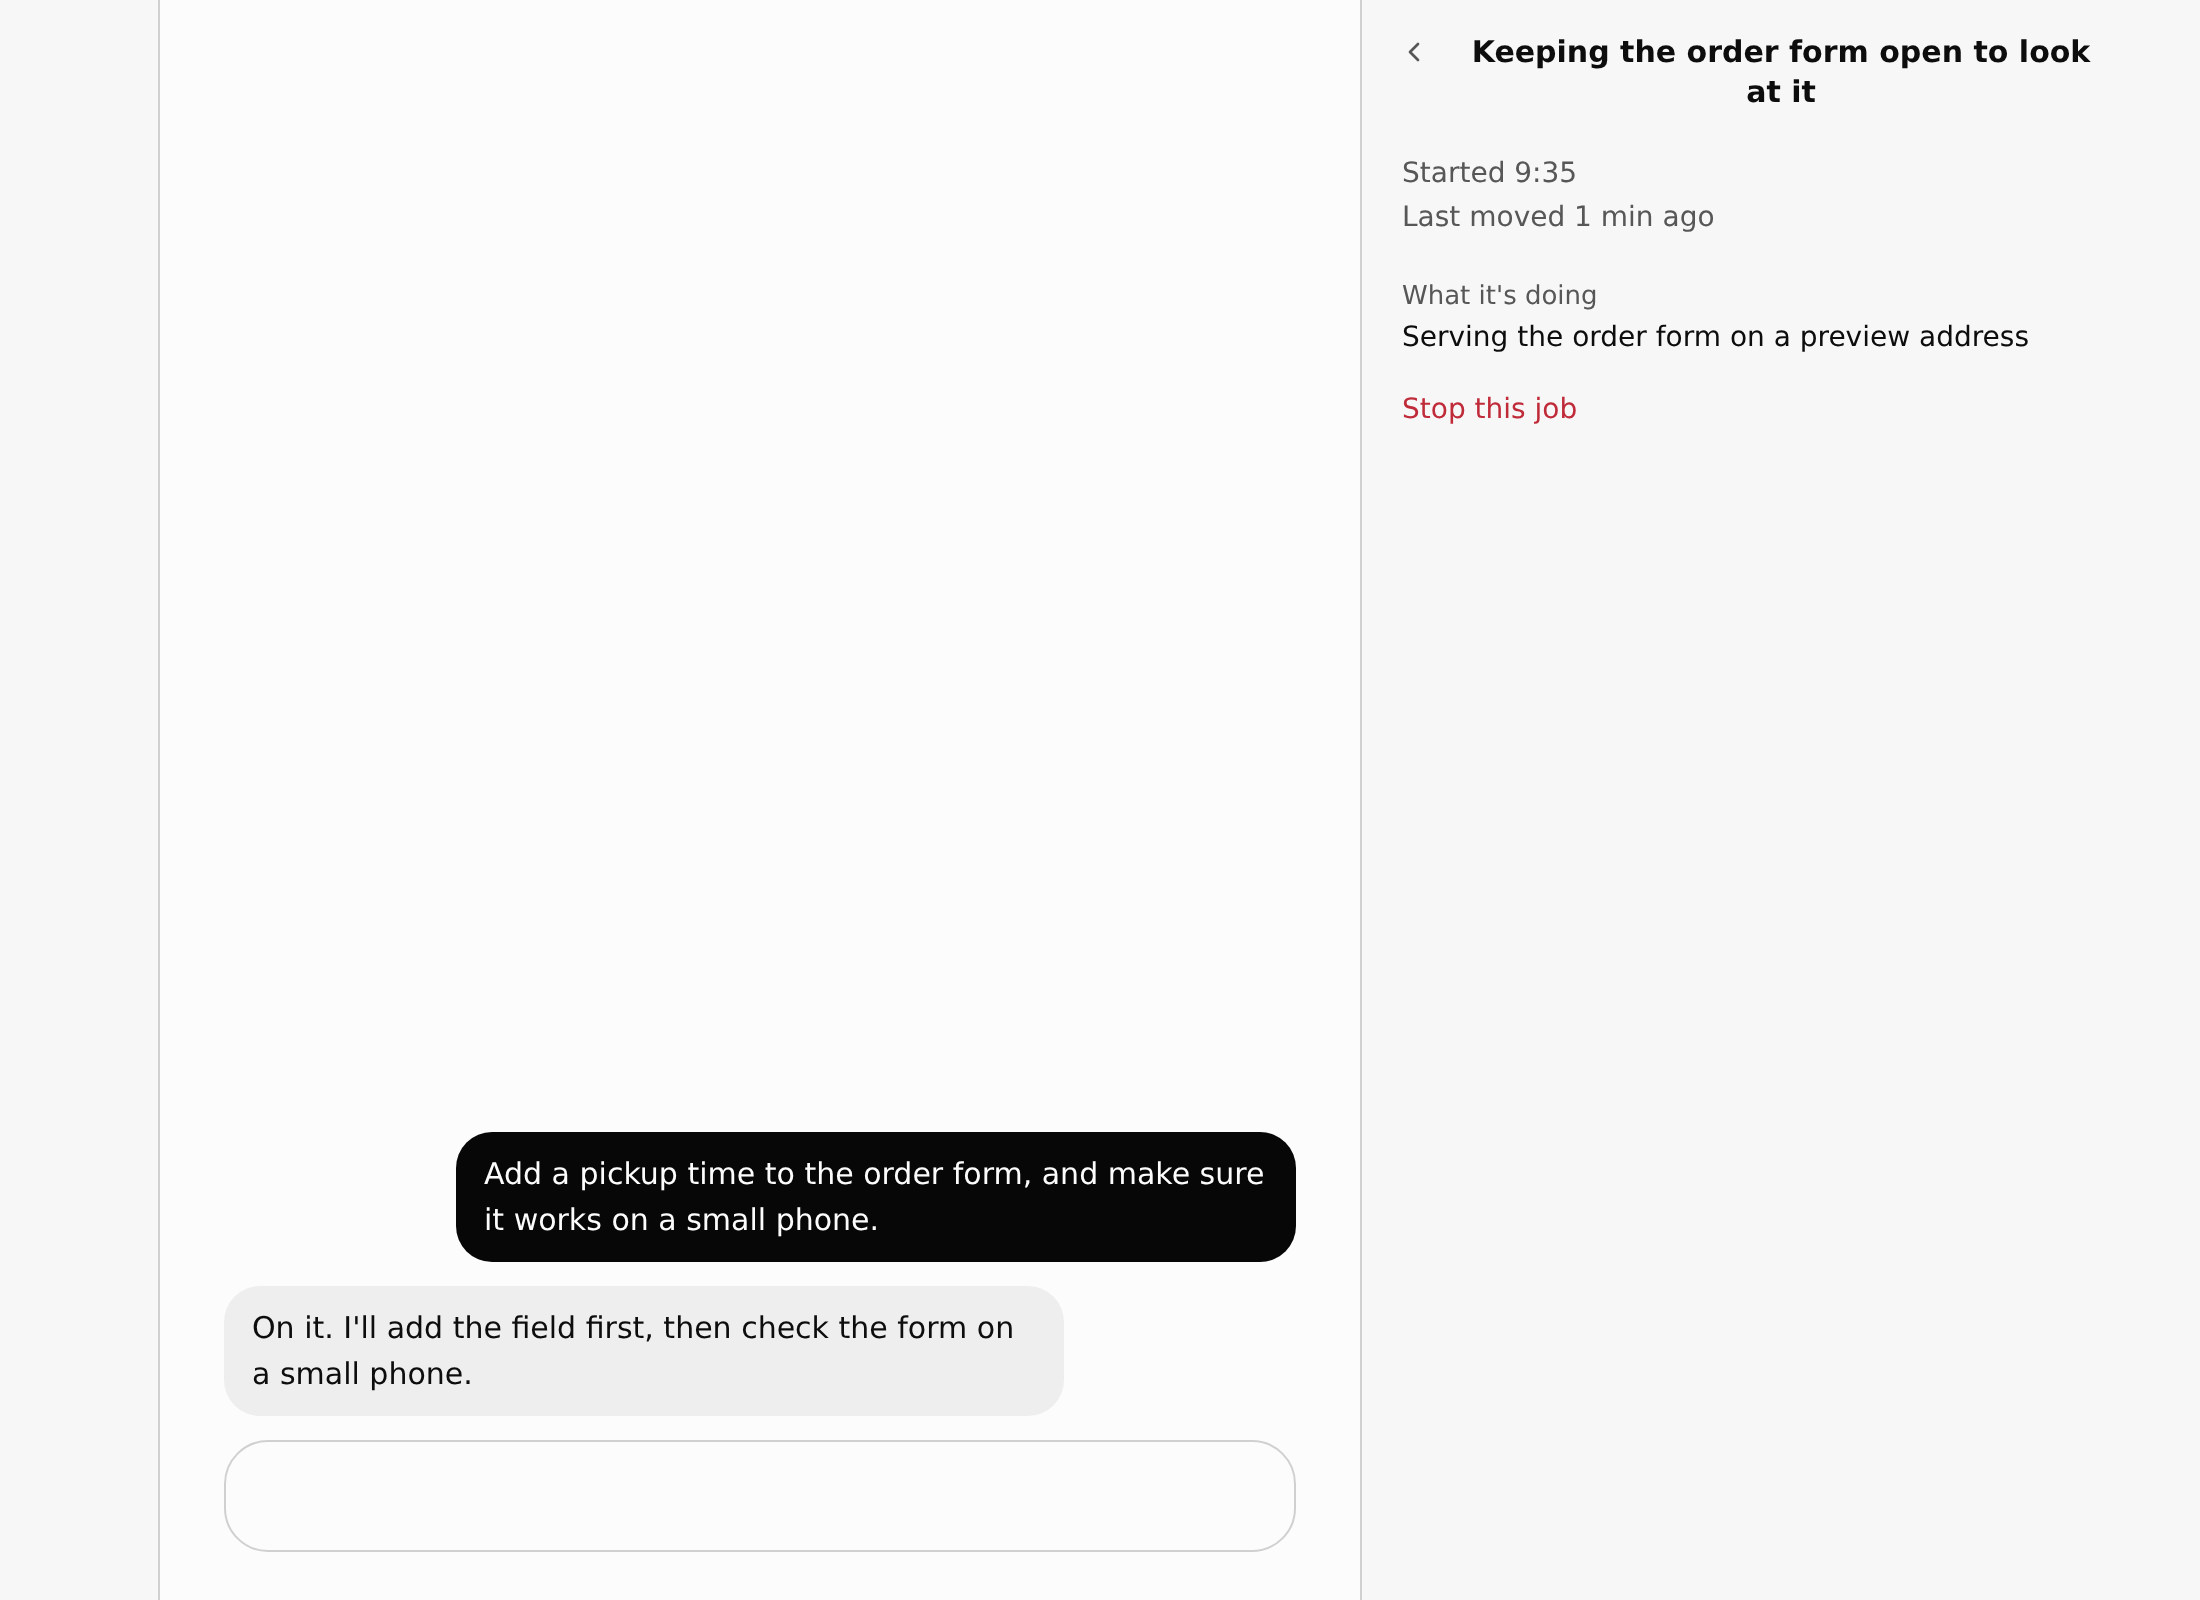 Keeping the order form open to look
at it
Started 9:35
Last moved 1 min ago
What it's doing
Serving the order form on a preview address
Stop this job
Add a pickup time to the order form, and make sure
it works on a small phone.
On it. I'll add the field first, then check the form on
a small phone.